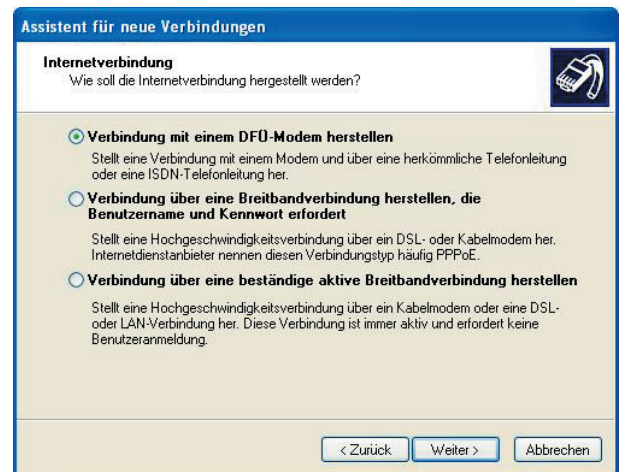 Assistent für neue Verbindungen
Internetverbindung
Wie soll die Internetverbindung hergestellt werden?
Verbindung mit einem DFÜ-Modem herstellen
Stellt eine Verbindung mit einem Modem und über eine herkömmliche Telefonleitung
oder eine ISDN-Telefonleitung her.
Verbindung über eine Breitbandverbindung herstellen, die
Benutzername und Kennwort erfordert
Stellt eine Hochgeschwindigkeitsverbindung über ein DSL- oder Kabelmodem her.
Internetdienstanbieter nennen diesen Verbindungstyp häufig PPPoE.
Verbindung über eine beständige aktive Breitbandverbindung herstellen
Stellt eine Hochgeschwindigkeitsverbindung über ein Kabelmodem oder eine DSL-
oder LAN-Verbindung her. Diese Verbindung ist immer aktiv und erfordert keine
Benutzeranmeldung.
< Zurück Weiter > Abbrechen